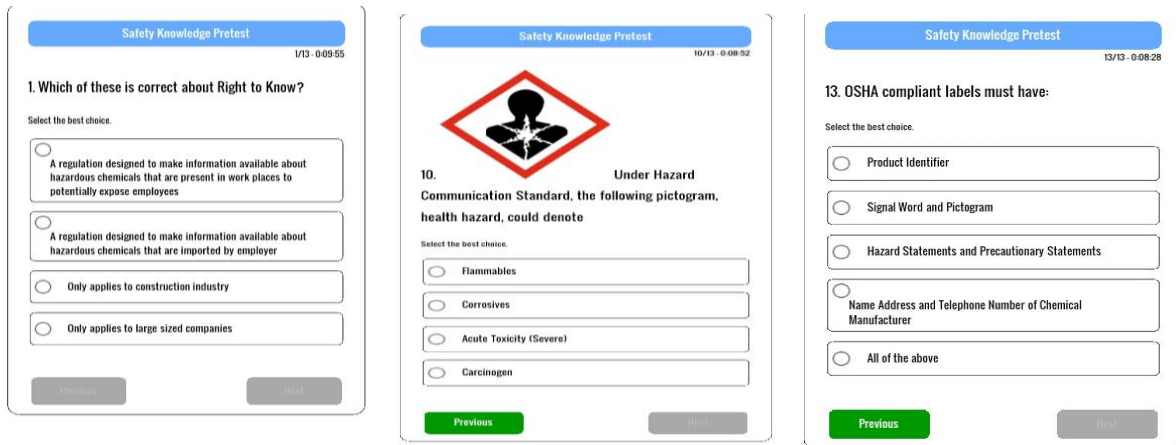 Safety Knowledge Pretest
1/13 - 0:09:55
1. Which of these is correct about Right to Know?
Select the best choice.
A regulation designed to make information available about
hazardous chemicals that are present in work places to
potentially expose employees
A regulation designed to make information available about
hazardous chemicals that are imported by employer
Only applies to construction industry
Only applies to large sized companies
Previous
Next
Safety Knowledge Pretest
10/13 - 0:08:52
10. Under Hazard
Communication Standard, the following pictogram,
health hazard, could denote
Select the best choice.
Flammables
Corrosives
Acute Toxicity (Severe)
Carcinogen
Previous
Next
Safety Knowledge Pretest
13/13 - 0:08:28
13. OSHA compliant labels must have:
Select the best choice.
Product Identifier
Signal Word and Pictogram
Hazard Statements and Precautionary Statements
Name Address and Telephone Number of Chemical
Manufacturer
All of the above
Previous
Next